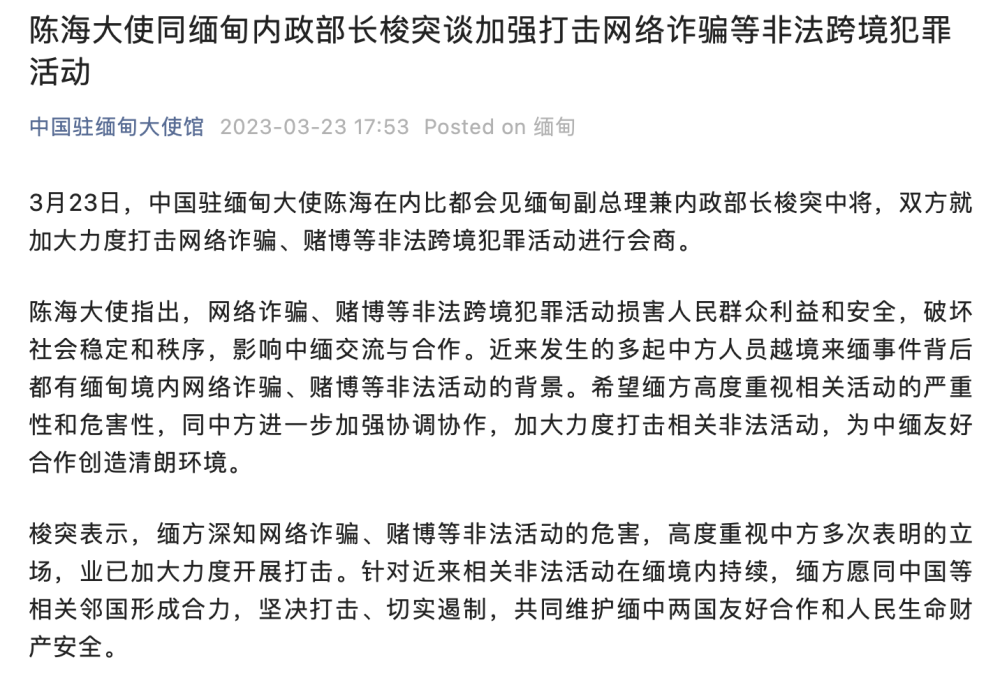 陈海大使同缅甸内政部长梭突谈加强打击网络诈骗等非法跨境犯罪
活动
中国驻缅甸大使馆 2023-03-23 17:53 Posted on 缅甸
3月23日，中国驻缅甸大使陈海在内比都会见缅甸副总理兼内政部长梭突中将，双方就
加大力度打击网络诈骗、赌博等非法跨境犯罪活动进行会商。
陈海大使指出，网络诈骗、赌博等非法跨境犯罪活动损害人民群众利益和安全，破坏
社会稳定和秩序，影响中缅交流与合作。近来发生的多起中方人员越境来缅事件背后
都有缅甸境内网络诈骗、赌博等非法活动的背景。希望缅方高度重视相关活动的严重
性和危害性，同中方进一步加强协调协作，加大力度打击相关非法活动，为中缅友好
合作创造清朗环境。
梭突表示，缅方深知网络诈骗、赌博等非法活动的危害，高度重视中方多次表明的立
场，业已加大力度开展打击。针对近来相关非法活动在缅境内持续，缅方愿同中国等
相关邻国形成合力，坚决打击、切实遏制，共同维护缅中两国友好合作和人民生命财
产安全。